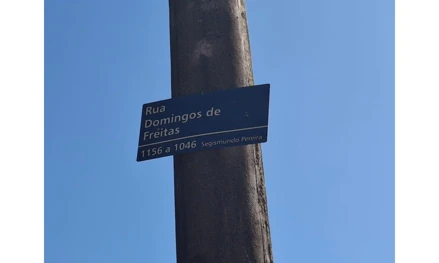 Rua
Domingos de
Freitas
1156 a 1046 Segismundo Pereira